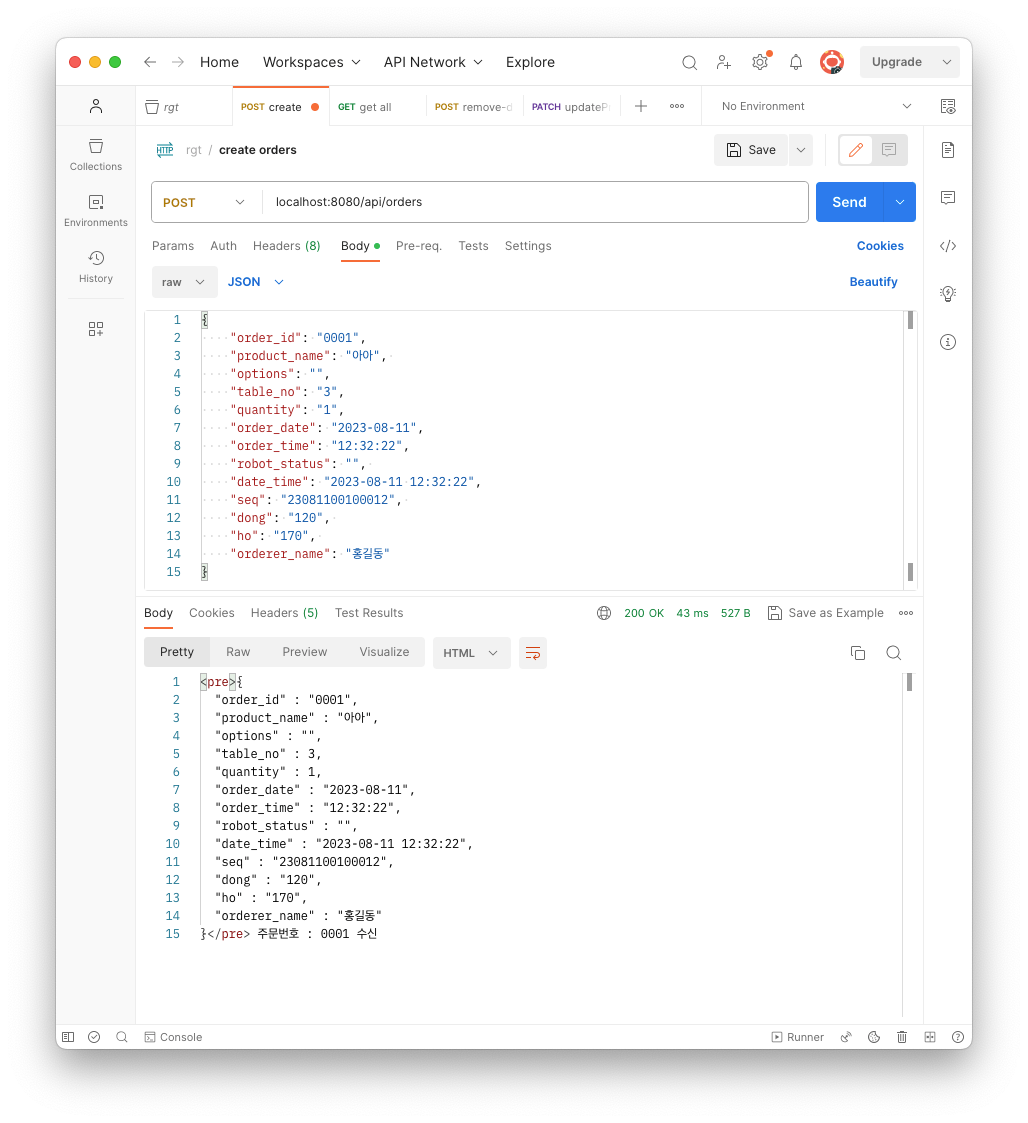 Home Workspaces API Network Explore Upgrade
rgt POST create GET get all POST remove-d PATCH updateP No Environment
HTTP rgt / create orders Save
Collections
POST localhost:8080/api/orders Send
Environments
Params Auth Headers (8) Body Pre-req. Tests Settings Cookies
History
raw JSON Beautify
1 {
2 "order_id": "0001",
3 "product_name": "아아",
4 "options": "",
5 "table_no": "3",
6 "quantity": "1",
7 "order_date": "2023-08-11",
8 "order_time": "12:32:22",
9 "robot_status": "",
10 "date_time": "2023-08-11 12:32:22",
11 "seq": "23081100100012",
12 "dong": "120",
13 "ho": "170",
14 "orderer_name": "홍길동"
15 }
Body Cookies Headers (5) Test Results 200 OK 43 ms 527 B Save as Example
Pretty Raw Preview Visualize HTML
1 <pre>{
2 "order_id" : "0001",
3 "product_name" : "아아",
4 "options" : "",
5 "table_no" : 3,
6 "quantity" : 1,
7 "order_date" : "2023-08-11",
8 "order_time" : "12:32:22",
9 "robot_status" : "",
10 "date_time" : "2023-08-11 12:32:22",
11 "seq" : "23081100100012",
12 "dong" : "120",
13 "ho" : "170",
14 "orderer_name" : "홍길동"
15 }</pre> 주문번호 : 0001 수신
Console Runner